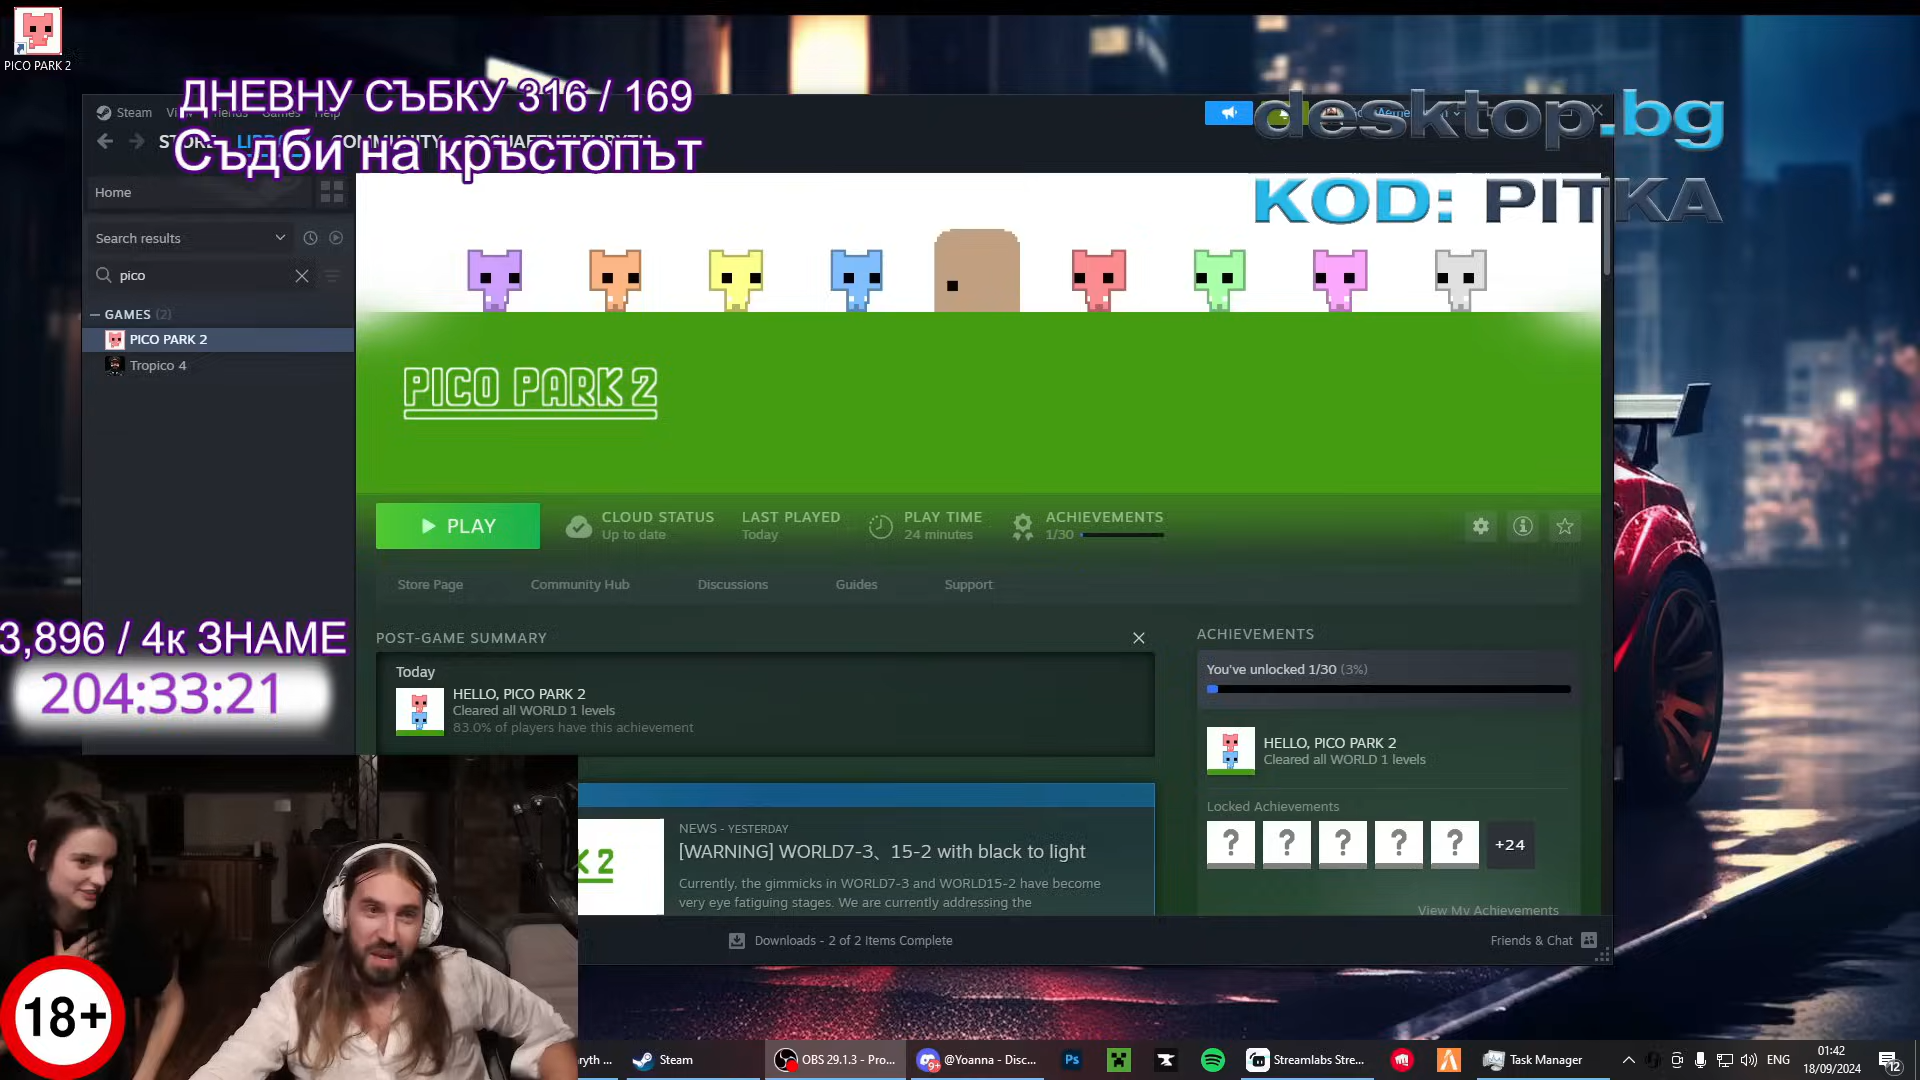 PICO PARK 2
ДНЕВНУ СЪБКУ 316 / 169
Съдби на кръстопът
desktop.bg
KOD: PITKA
Steam
Games
Help
COMMUNITY
Home
Search results
pico
GAMES (2)
PICO PARK 2
Tropico 4
PICO PARK 2
PLAY
CLOUD STATUS
Up to date
LAST PLAYED
Today
PLAY TIME
24 minutes
ACHIEVEMENTS
1/30
Store Page
Community Hub
Discussions
Guides
Support
3,896 / 4к ЗНАМЕ
204:33:21
POST-GAME SUMMARY
Today
HELLO, PICO PARK 2
Cleared all WORLD 1 levels
83.0% of players have this achievement
ACHIEVEMENTS
You've unlocked 1/30 (3%)
HELLO, PICO PARK 2
Cleared all WORLD 1 levels
Locked Achievements
? ? ? ? ? +24
View My Achievements
NEWS - YESTERDAY
[WARNING] WORLD7-3、15-2 with black to light
Currently, the gimmicks in WORLD7-3 and WORLD15-2 have become
very eye fatiguing stages. We are currently addressing the
K 2
Downloads - 2 of 2 Items Complete
Friends & Chat
18+
ryth ...
Steam
OBS 29.1.3 - Pro...
9+
@Yoanna - Disc...
Ps
Streamlabs Stre...
Task Manager
ENG
01:42
18/09/2024
12